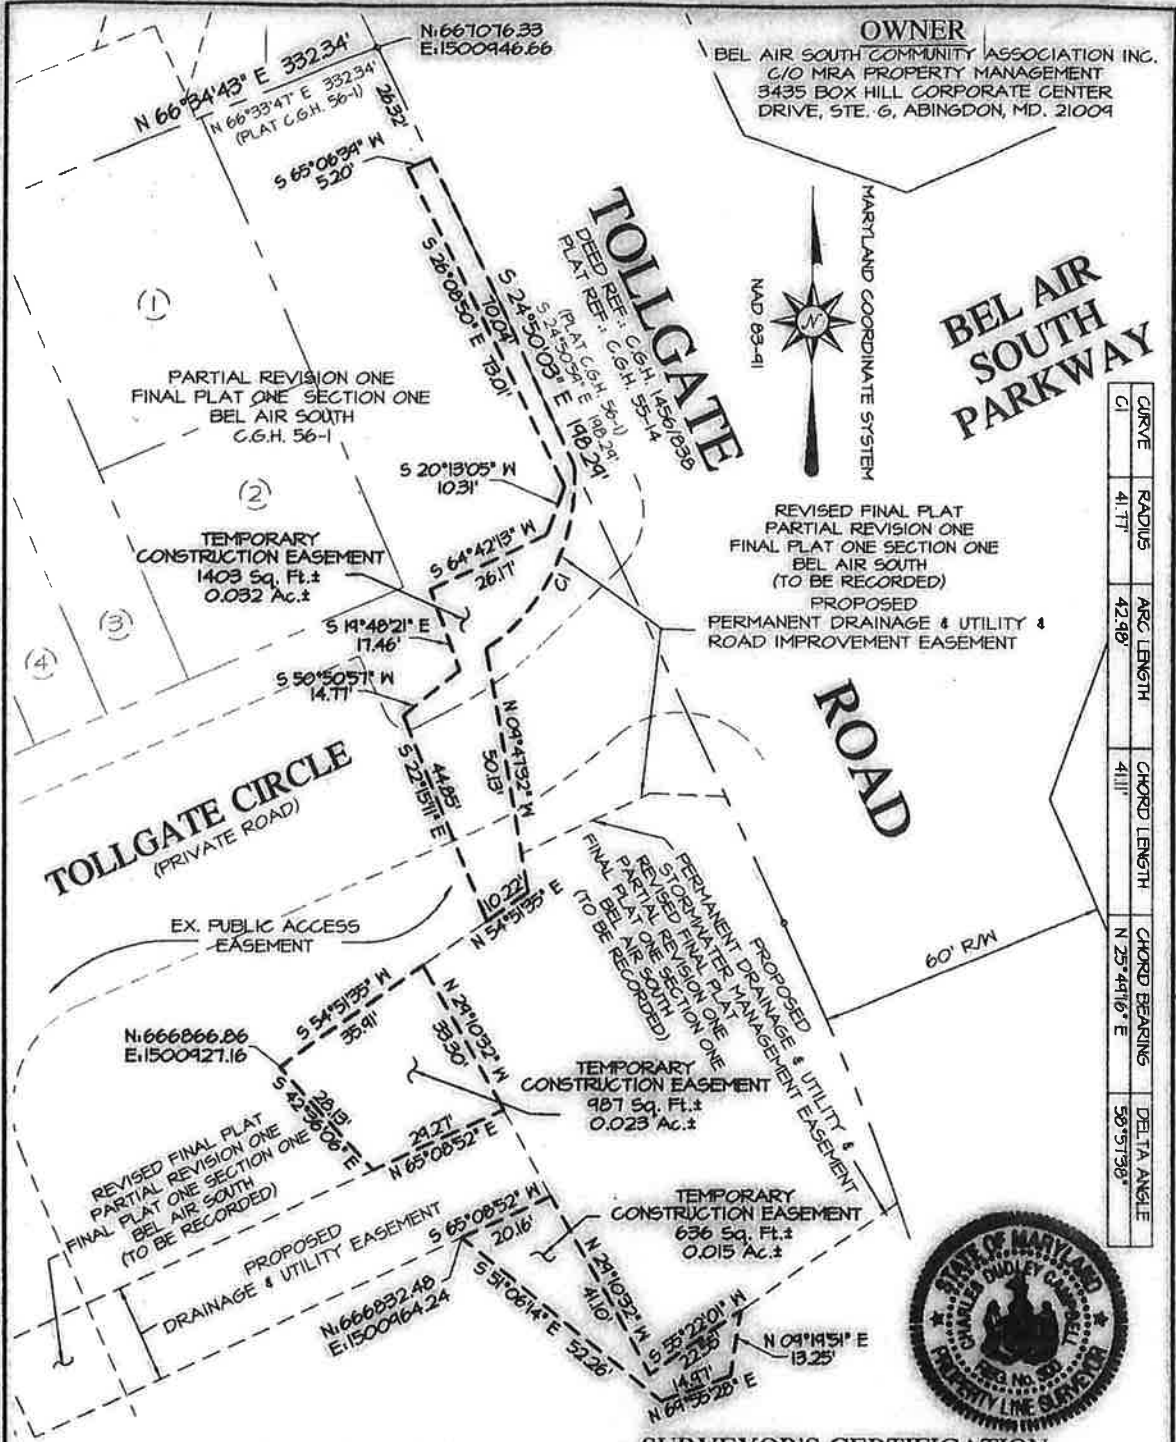 OWNER
BEL AIR SOUTH COMMUNITY ASSOCIATION INC.
C/O MRA PROPERTY MANAGEMENT
3435 BOX HILL CORPORATE CENTER
DRIVE, STE. G, ABINGDON, MD. 21009
N:667076.33
E:1500946.66
N 66°34'43" E 332.34'
N 66°33'47" E 332.34'
(PLAT C.G.H. 56-1)
26.32'
S 65°06'34" W
5.20'
S 26°08'50" E 73.01'
70.04'
S 24°50'03" E 198.29'
S 24°50'54" E 198.29'
(PLAT C.G.H. 56-1)
TOLLGATE
DEED REF.: C.G.H. 1456/838
PLAT REF.: C.G.H. 55-14
MARYLAND COORDINATE SYSTEM
NAD 83-91
N
BEL AIR
SOUTH
PARKWAY
1
PARTIAL REVISION ONE
FINAL PLAT ONE SECTION ONE
BEL AIR SOUTH
C.G.H. 56-1
2
3
4
S 20°13'05" W
10.31'
TEMPORARY
CONSTRUCTION EASEMENT
1403 Sq. Ft.±
0.032 Ac.±
S 64°42'13" W
26.17'
C1
S 19°48'21" E
17.46'
S 50°50'57" W
14.77'
REVISED FINAL PLAT
PARTIAL REVISION ONE
FINAL PLAT ONE SECTION ONE
BEL AIR SOUTH
(TO BE RECORDED)
PROPOSED
PERMANENT DRAINAGE & UTILITY &
ROAD IMPROVEMENT EASEMENT
CURVE RADIUS ARC LENGTH CHORD LENGTH CHORD BEARING DELTA ANGLE
C1 41.77' 42.98' 41.11' N 25°49'16" E 58°57'38"
ROAD
N 09°47'32" W
50.13'
44.85'
S 22°15'11" E
TOLLGATE CIRCLE
(PRIVATE ROAD)
10.22'
N 54°51'35" E
EX. PUBLIC ACCESS
EASEMENT
PROPOSED
PERMANENT DRAINAGE & UTILITY &
STORMWATER MANAGEMENT EASEMENT
REVISED FINAL PLAT
PARTIAL REVISION ONE
FINAL PLAT ONE SECTION ONE
BEL AIR SOUTH
(TO BE RECORDED)
60' R/W
S 54°51'35" W
35.91'
N 29°10'32" W
33.30'
N:666866.86
E:1500927.16
28.13'
S 42°36'06" E
29.27'
N 65°08'52" E
TEMPORARY
CONSTRUCTION EASEMENT
987 Sq. Ft.±
0.023 Ac.±
REVISED FINAL PLAT
PARTIAL REVISION ONE
FINAL PLAT ONE SECTION ONE
BEL AIR SOUTH
(TO BE RECORDED)
PROPOSED
DRAINAGE & UTILITY EASEMENT
S 65°08'52" W
20.16'
TEMPORARY
CONSTRUCTION EASEMENT
636 Sq. Ft.±
0.015 Ac.±
N:666832.48
E:1500964.24
S 51°06'14" E 52.26'
N 29°10'32" W
41.10'
S 55°22'01" W
N 09°19'51" E
13.25'
14.97'
N 69°55'28" E
STATE OF MARYLAND
CHARLES DUDLEY CAMPBELL
REG. No.
PROPERTY LINE SURVEYOR